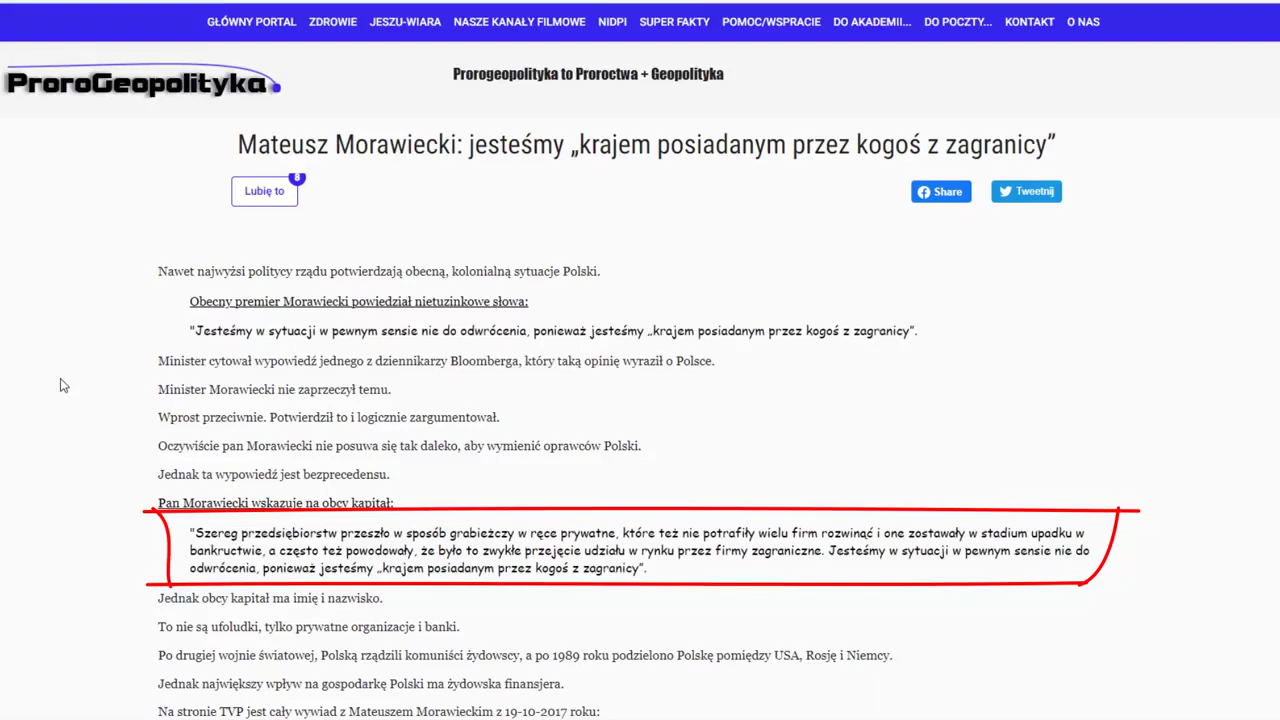 GŁÓWNY PORTAL ZDROWIE JESZU-WIARA NASZE KANAŁY FILMOWE NIDPI SUPER FAKTY POMOC/WSPRACIE DO AKADEMII... DO POCZTY... KONTAKT O NAS
ProroGeopolityka.
Prorogeopolityka to Proroctwa + Geopolityka
Mateusz Morawiecki: jesteśmy „krajem posiadanym przez kogoś z zagranicy”
Lubię to 8
Share Tweetnij
Nawet najwyżsi politycy rządu potwierdzają obecną, kolonialną sytuacje Polski.
Obecny premier Morawiecki powiedział nietuzinkowe słowa:
"Jesteśmy w sytuacji w pewnym sensie nie do odwrócenia, ponieważ jesteśmy „krajem posiadanym przez kogoś z zagranicy”.
Minister cytował wypowiedź jednego z dziennikarzy Bloomberga, który taką opinię wyraził o Polsce.
Minister Morawiecki nie zaprzeczył temu.
Wprost przeciwnie. Potwierdził to i logicznie zargumentował.
Oczywiście pan Morawiecki nie posuwa się tak daleko, aby wymienić oprawców Polski.
Jednak ta wypowiedź jest bezprecedensu.
Pan Morawiecki wskazuje na obcy kapitał:
"Szereg przedsiębiorstw przeszło w sposób grabieżczy w ręce prywatne, które też nie potrafiły wielu firm rozwinąć i one zostawały w stadium upadku w
bankructwie, a często też powodowały, że było to zwykłe przejęcie udziału w rynku przez firmy zagraniczne. Jesteśmy w sytuacji w pewnym sensie nie do
odwrócenia, ponieważ jesteśmy „krajem posiadanym przez kogoś z zagranicy”.
Jednak obcy kapitał ma imię i nazwisko.
To nie są ufoludki, tylko prywatne organizacje i banki.
Po drugiej wojnie światowej, Polską rządzili komuniści żydowscy, a po 1989 roku podzielono Polskę pomiędzy USA, Rosję i Niemcy.
Jednak największy wpływ na gospodarkę Polski ma żydowska finansjera.
Na stronie TVP jest cały wywiad z Mateuszem Morawieckim z 19-10-2017 roku: